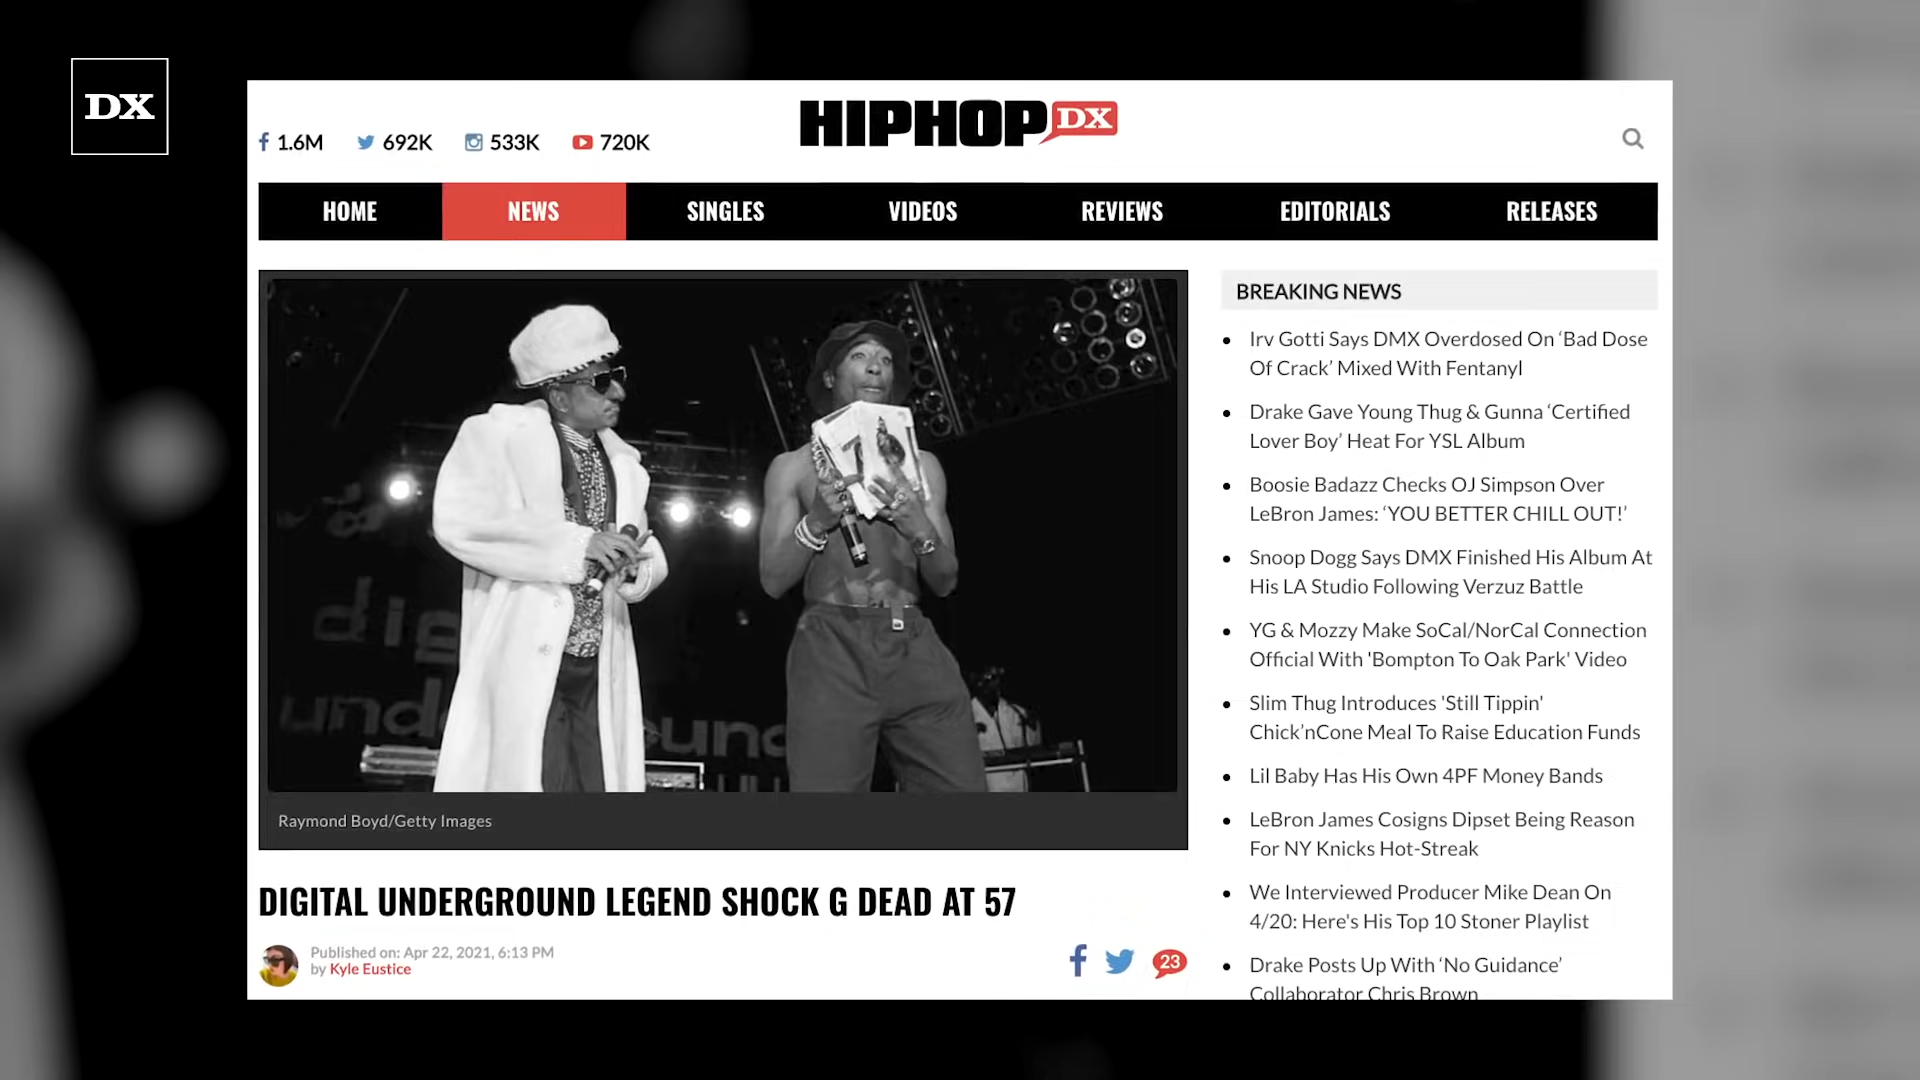 DX
1.6M
692K
533K
720K
HIPHOPDX
HOME
NEWS
SINGLES
VIDEOS
REVIEWS
EDITORIALS
RELEASES
dig
underground
Raymond Boyd/Getty Images
DIGITAL UNDERGROUND LEGEND SHOCK G DEAD AT 57
Published on: Apr 22, 2021, 6:13 PM
by Kyle Eustice
23
BREAKING NEWS
Irv Gotti Says DMX Overdosed On ‘Bad Dose
Of Crack’ Mixed With Fentanyl
Drake Gave Young Thug & Gunna ‘Certified
Lover Boy’ Heat For YSL Album
Boosie Badazz Checks OJ Simpson Over
LeBron James: ‘YOU BETTER CHILL OUT!’
Snoop Dogg Says DMX Finished His Album At
His LA Studio Following Verzuz Battle
YG & Mozzy Make SoCal/NorCal Connection
Official With 'Bompton To Oak Park' Video
Slim Thug Introduces 'Still Tippin'
Chick’nCone Meal To Raise Education Funds
Lil Baby Has His Own 4PF Money Bands
LeBron James Cosigns Dipset Being Reason
For NY Knicks Hot-Streak
We Interviewed Producer Mike Dean On
4/20: Here's His Top 10 Stoner Playlist
Drake Posts Up With ‘No Guidance’
Collaborator Chris Brown